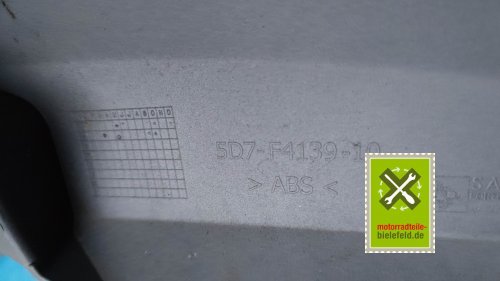 5D7-F4139-10
> ABS <
motorradteile-
bielefeld.de